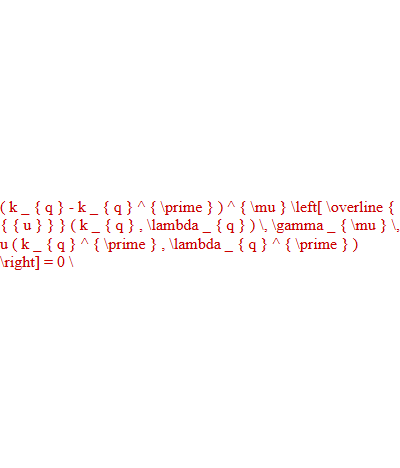 ( k _ { q } - k _ { q } ^ { \prime } ) ^ { \mu } \left[ \overline {
{ { u } } } ( k _ { q } , \lambda _ { q } ) \, \gamma _ { \mu } \,
u ( k _ { q } ^ { \prime } , \lambda _ { q } ^ { \prime } )
\right] = 0 \